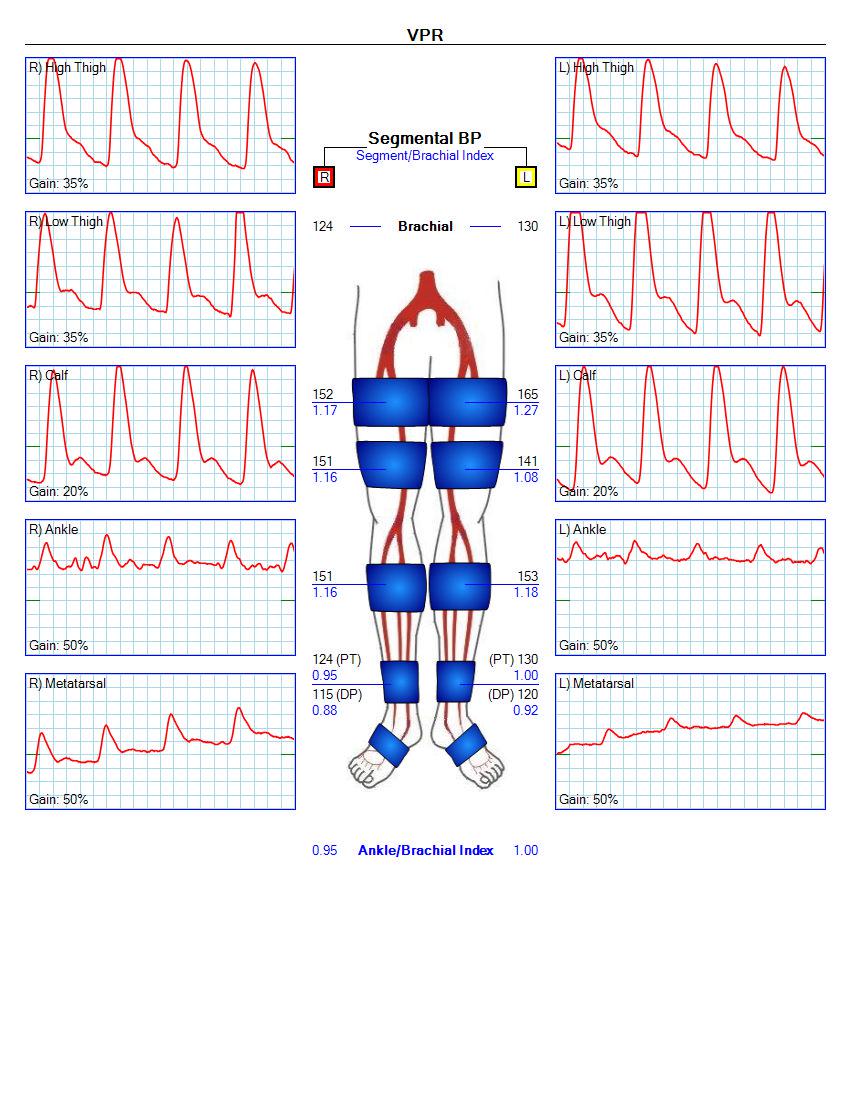 VPR
R) High Thigh
Gain: 35%
L) High Thigh
Gain: 35%
Segmental BP
Segment/Brachial Index
R
L
124 Brachial 130
R) Low Thigh
Gain: 35%
L) Low Thigh
Gain: 35%
R) Calf
Gain: 20%
L) Calf
Gain: 20%
152 165
1.17 1.27
151 141
1.16 1.08
R) Ankle
Gain: 50%
L) Ankle
Gain: 50%
151 153
1.16 1.18
124 (PT) (PT) 130
0.95 1.00
115 (DP) (DP) 120
0.88 0.92
R) Metatarsal
Gain: 50%
L) Metatarsal
Gain: 50%
0.95 Ankle/Brachial Index 1.00